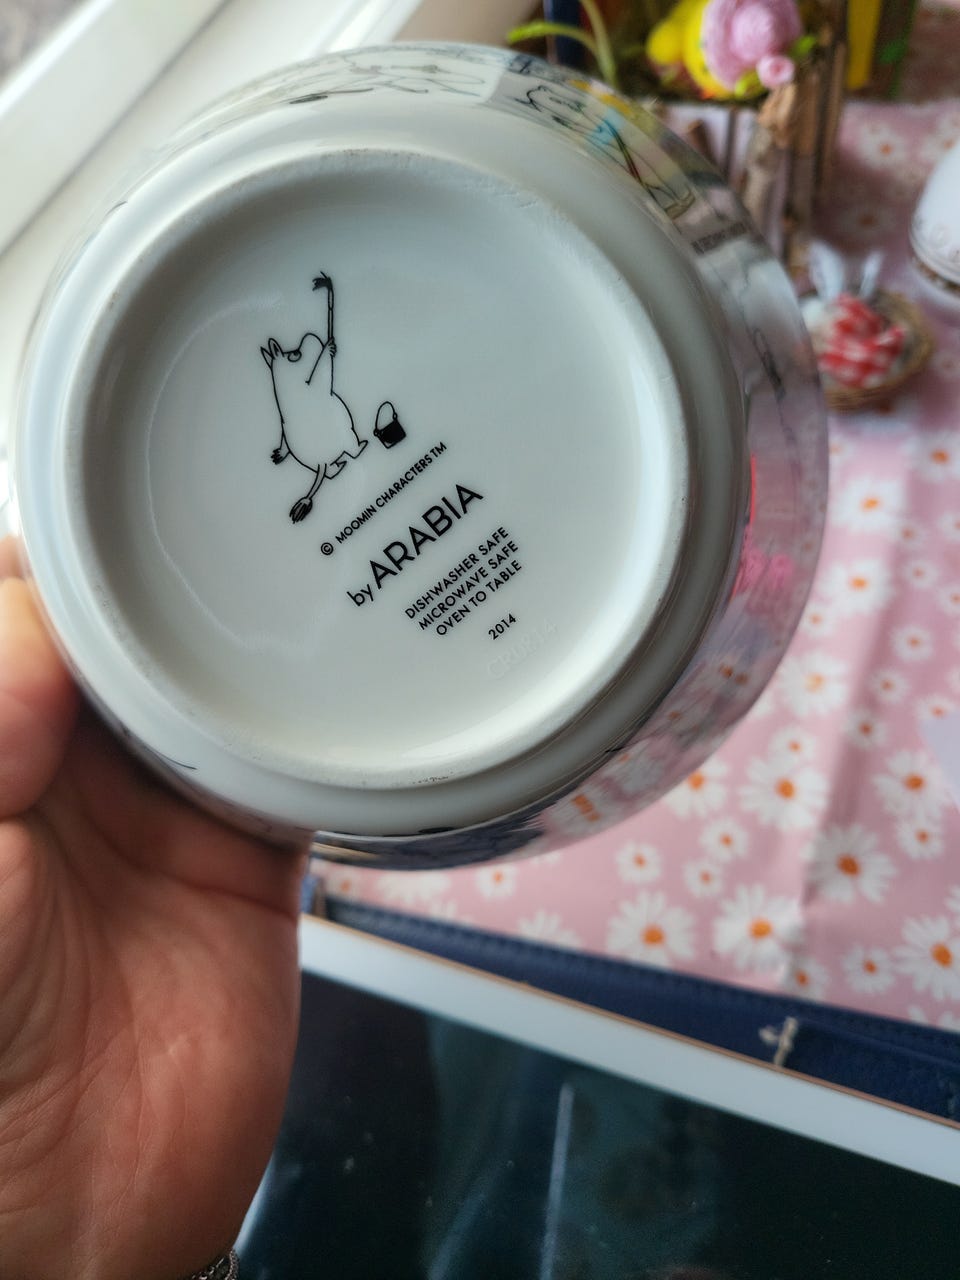 © MOOMIN CHARACTERS TM
by ARABIA
DISHWASHER SAFE
MICROWAVE SAFE
OVEN TO TABLE
2014